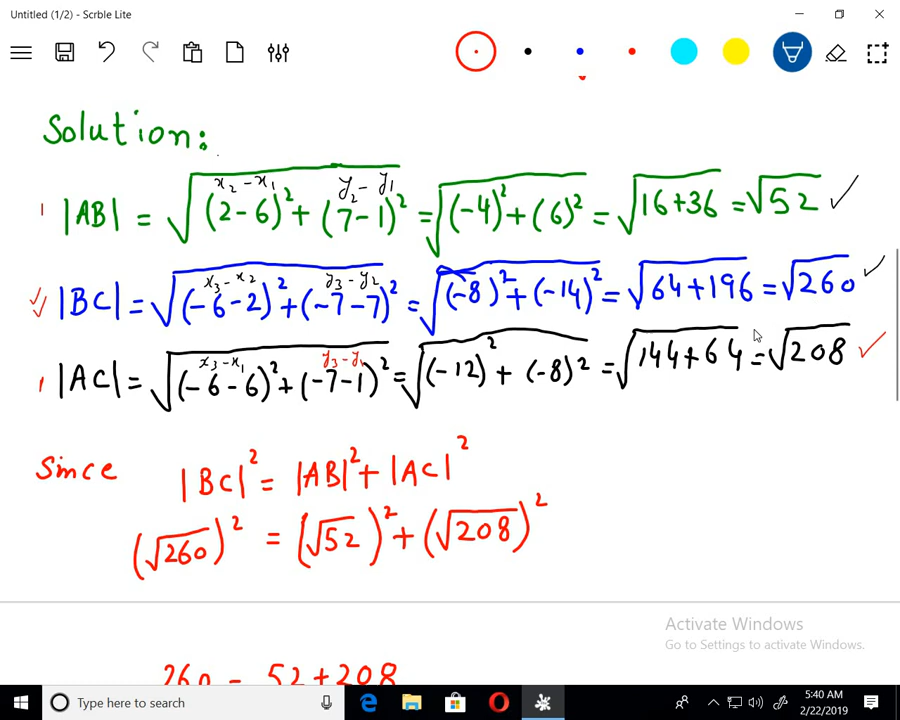 Untitled (1/2) - Scrble Lite
Solution:
x₂-x₁ y₂-y₁
|AB| = √(2-6)²+(7-1)² = √(-4)²+(6)² = √16+36 = √52 ✓
x₃-x₂ y₃-y₂
|BC| = √(-6-2)²+(-7-7)² = √(-8)²+(-14)² = √64+196 = √260 ✓
x₃-x₁ y₃-y₁
|AC| = √(-6-6)²+(-7-1)² = √(-12)²+(-8)² = √144+64 = √208 ✓
Since |BC|² = |AB|²+|AC|²
(√260)² = (√52)²+(√208)²
260 = 52+208
Activate Windows
Go to Settings to activate Windows.
Type here to search
5:40 AM
2/22/2019